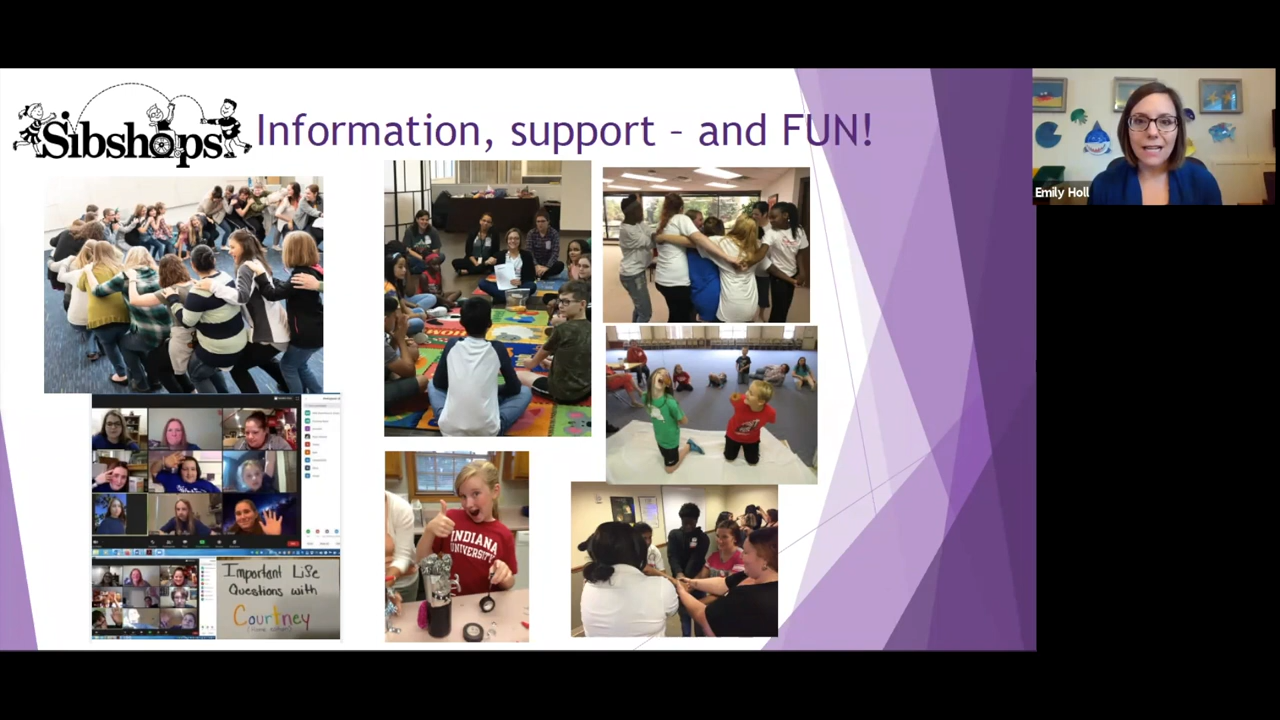 Sibshops
Information, support - and FUN!
Emily Holl
INDIANA
UNIVERSITY
Important Life
Questions with
Courtney